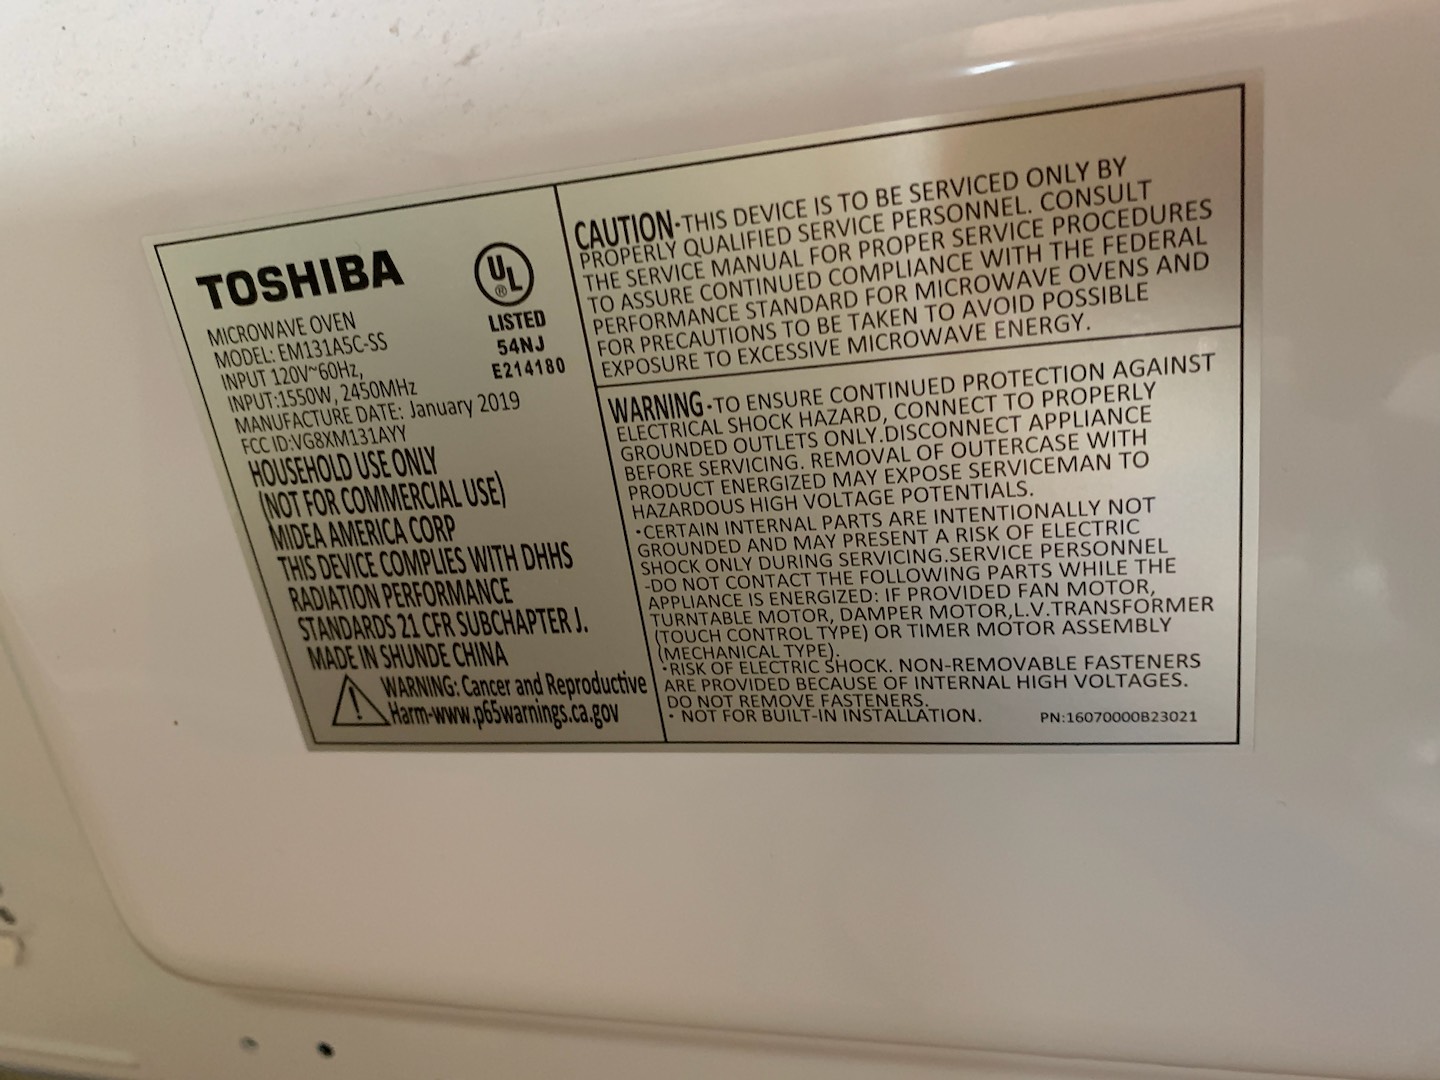 TOSHIBA
MICROWAVE OVEN
MODEL: EM131A5C-SS
INPUT 120V~60Hz,
INPUT:1550W, 2450MHz
MANUFACTURE DATE: January 2019
FCC ID:VG8XM131AYY
UL
®
LISTED
54NJ
E214180
HOUSEHOLD USE ONLY
(NOT FOR COMMERCIAL USE)
MIDEA AMERICA CORP
THIS DEVICE COMPLIES WITH DHHS
RADIATION PERFORMANCE
STANDARDS 21 CFR SUBCHAPTER J.
MADE IN SHUNDE CHINA
WARNING: Cancer and Reproductive
Harm-www.p65warnings.ca.gov
CAUTION-THIS DEVICE IS TO BE SERVICED ONLY BY
PROPERLY QUALIFIED SERVICE PERSONNEL. CONSULT
THE SERVICE MANUAL FOR PROPER SERVICE PROCEDURES
TO ASSURE CONTINUED COMPLIANCE WITH THE FEDERAL
PERFORMANCE STANDARD FOR MICROWAVE OVENS AND
FOR PRECAUTIONS TO BE TAKEN TO AVOID POSSIBLE
EXPOSURE TO EXCESSIVE MICROWAVE ENERGY.
WARNING-TO ENSURE CONTINUED PROTECTION AGAINST
ELECTRICAL SHOCK HAZARD, CONNECT TO PROPERLY
GROUNDED OUTLETS ONLY.DISCONNECT APPLIANCE
BEFORE SERVICING. REMOVAL OF OUTERCASE WITH
PRODUCT ENERGIZED MAY EXPOSE SERVICEMAN TO
HAZARDOUS HIGH VOLTAGE POTENTIALS.
·CERTAIN INTERNAL PARTS ARE INTENTIONALLY NOT
GROUNDED AND MAY PRESENT A RISK OF ELECTRIC
SHOCK ONLY DURING SERVICING.SERVICE PERSONNEL
-DO NOT CONTACT THE FOLLOWING PARTS WHILE THE
APPLIANCE IS ENERGIZED: IF PROVIDED FAN MOTOR,
TURNTABLE MOTOR, DAMPER MOTOR,L.V.TRANSFORMER
(TOUCH CONTROL TYPE) OR TIMER MOTOR ASSEMBLY
(MECHANICAL TYPE).
·RISK OF ELECTRIC SHOCK. NON-REMOVABLE FASTENERS
ARE PROVIDED BECAUSE OF INTERNAL HIGH VOLTAGES.
DO NOT REMOVE FASTENERS.
· NOT FOR BUILT-IN INSTALLATION.
PN:16070000B23021